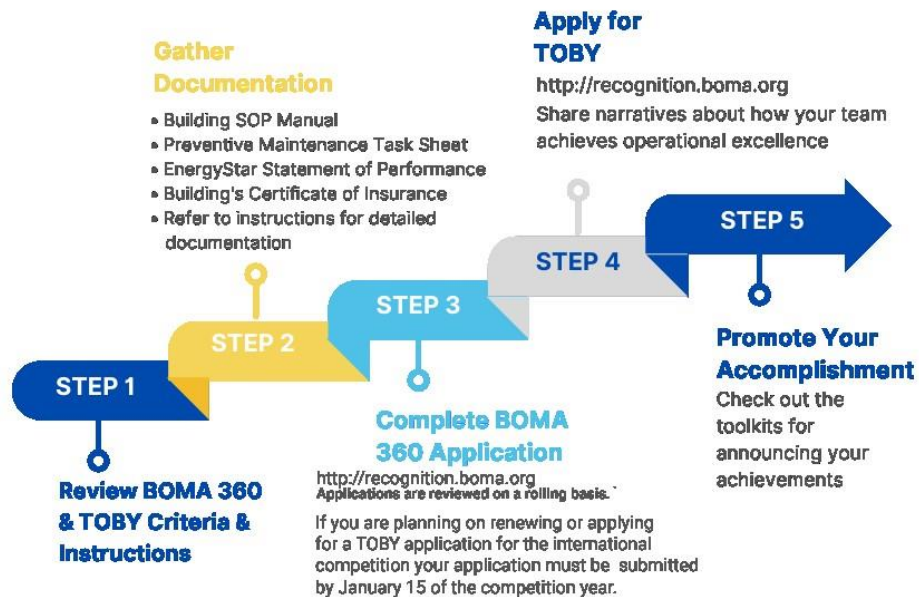 STEP 1
Review BOMA 360
& TOBY Criteria &
Instructions
STEP 2
Gather
Documentation
• Building SOP Manual
• Preventive Maintenance Task Sheet
• EnergyStar Statement of Performance
• Building's Certificate of Insurance
• Refer to instructions for detailed
documentation
STEP 3
Complete BOMA
360 Application
http://recognition.boma.org
Applications are reviewed on a rolling basis.
If you are planning on renewing or applying
for a TOBY application for the international
competition your application must be submitted
by January 15 of the competition year.
STEP 4
Apply for
TOBY
http://recognition.boma.org
Share narratives about how your team
achieves operational excellence
STEP 5
Promote Your
Accomplishment
Check out the
toolkits for
announcing your
achievements